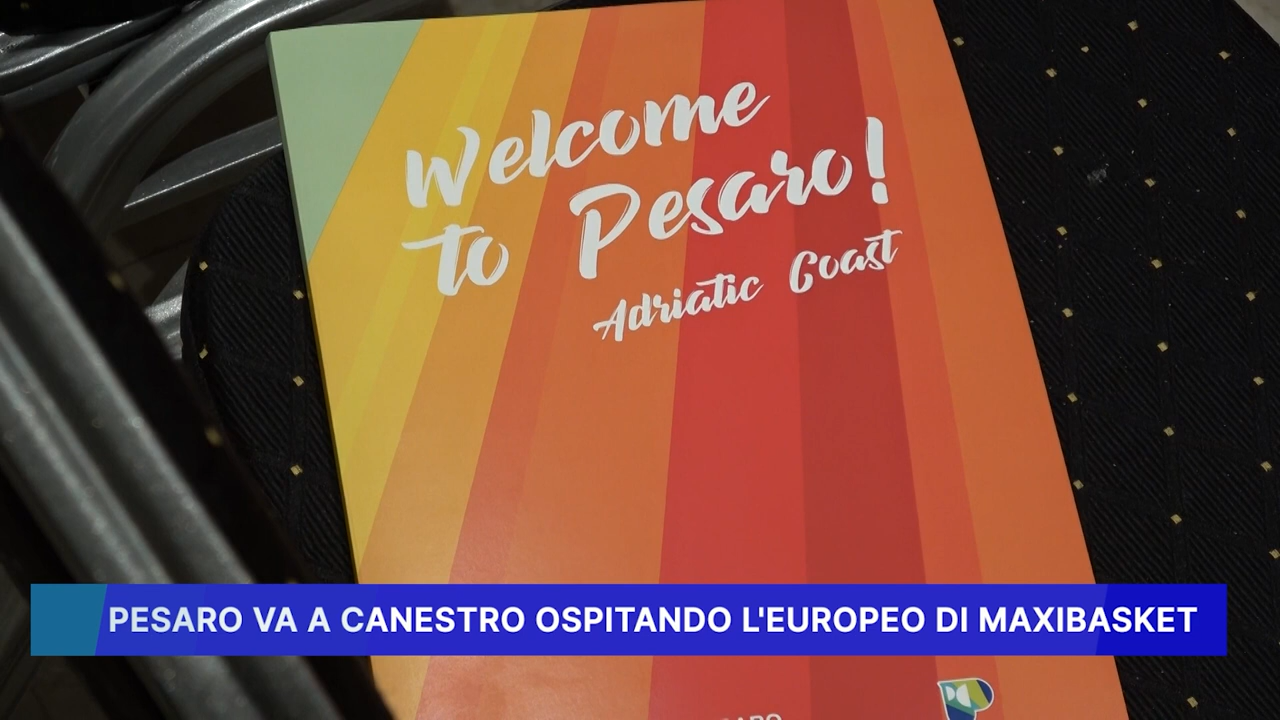 Welcome
to Pesaro!
Adriatic Coast
PESARO VA A CANESTRO OSPITANDO L'EUROPEO DI MAXIBASKET